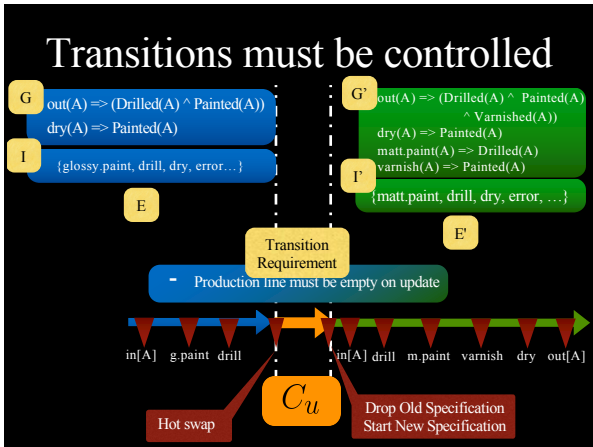 Transitions must be controlled
G
out(A) => (Drilled(A) ^ Painted(A))
dry(A) => Painted(A)
I
{glossy.paint, drill, dry, error…}
E
G’
out(A) => (Drilled(A) ^ Painted(A)
^ Varnished(A))
dry(A) => Painted(A)
matt.paint(A) => Drilled(A)
varnish(A) => Painted(A)
I’
{matt.paint, drill, dry, error, …}
E'
Transition
Requirement
- Production line must be empty on update
in[A] g.paint drill in[A] drill m.paint varnish dry out[A]
Hot swap
Cu
Drop Old Specification
Start New Specification